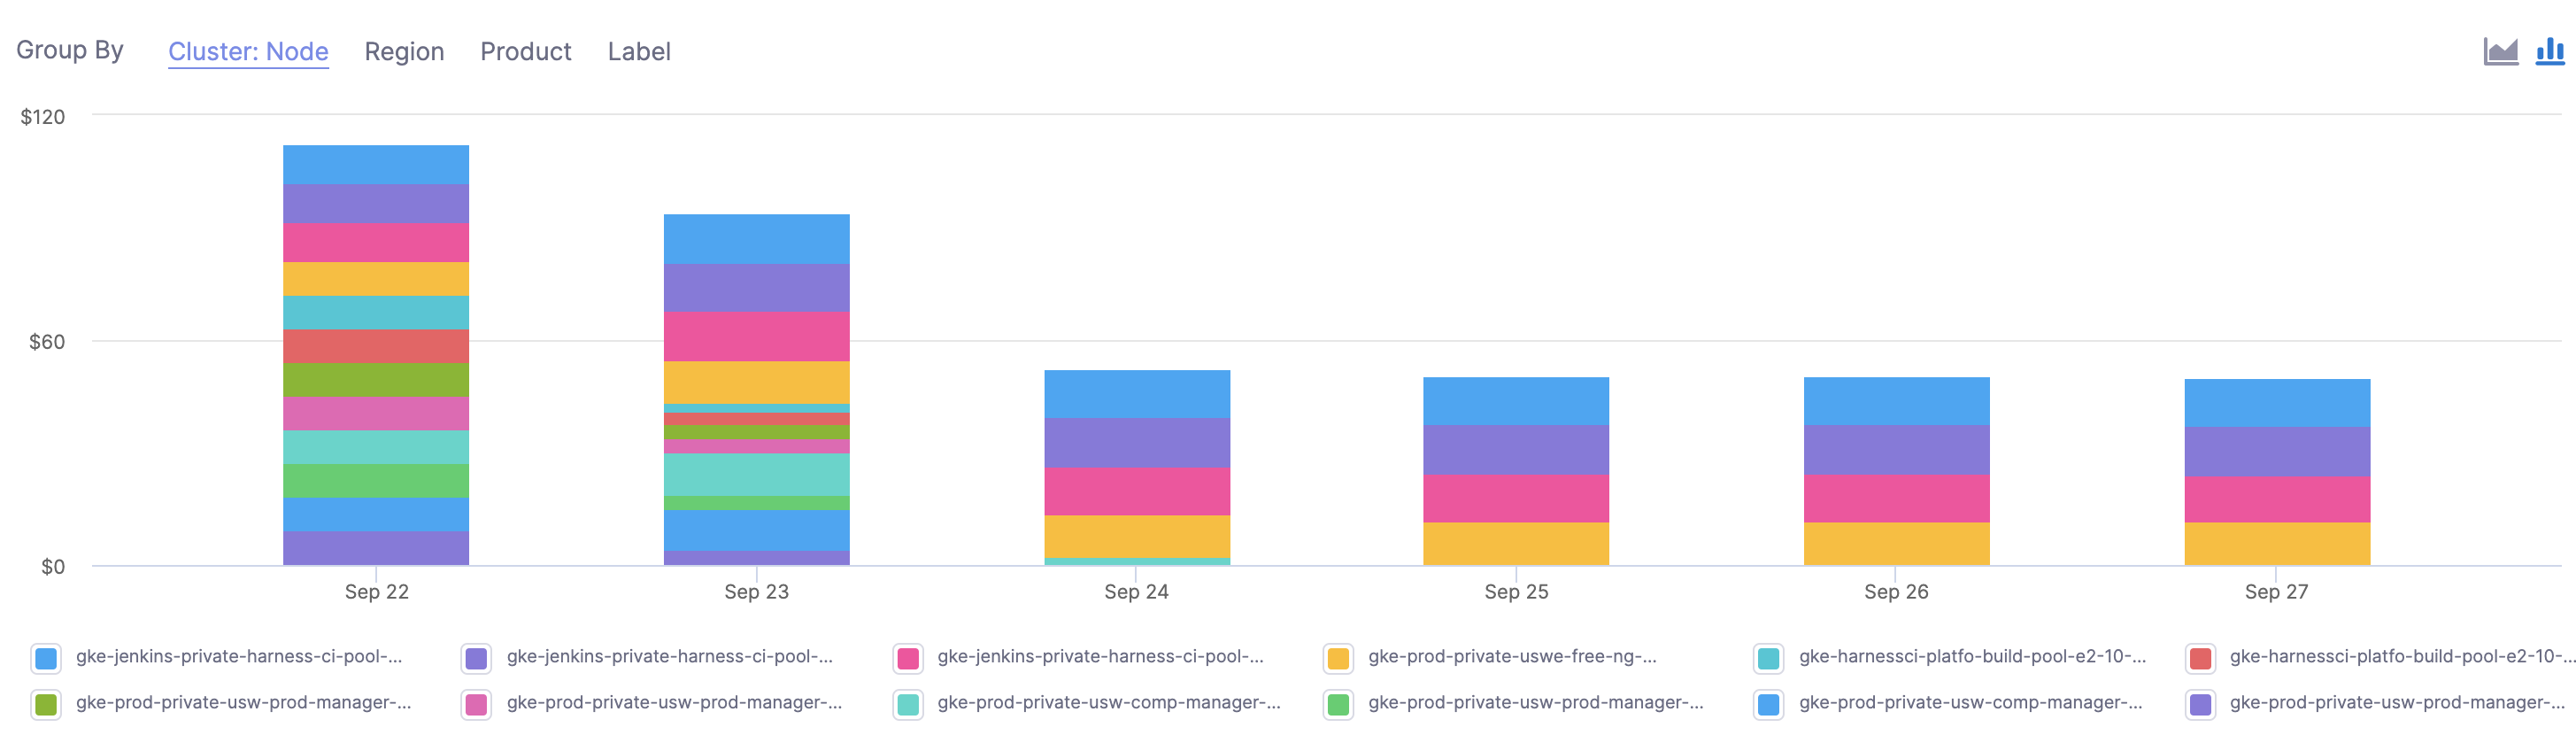 Group By Cluster: Node Region Product Label
$120
$60
$0
Sep 22 Sep 23 Sep 24 Sep 25 Sep 26 Sep 27
gke-jenkins-private-harness-ci-pool-... gke-jenkins-private-harness-ci-pool-... gke-jenkins-private-harness-ci-pool-... gke-prod-private-uswe-free-ng-... gke-harnessci-platfo-build-pool-e2-10-... gke-harnessci-platfo-build-pool-e2-10-...
gke-prod-private-usw-prod-manager-... gke-prod-private-usw-prod-manager-... gke-prod-private-usw-comp-manager-... gke-prod-private-usw-prod-manager-... gke-prod-private-usw-comp-manager-... gke-prod-private-usw-prod-manager-...